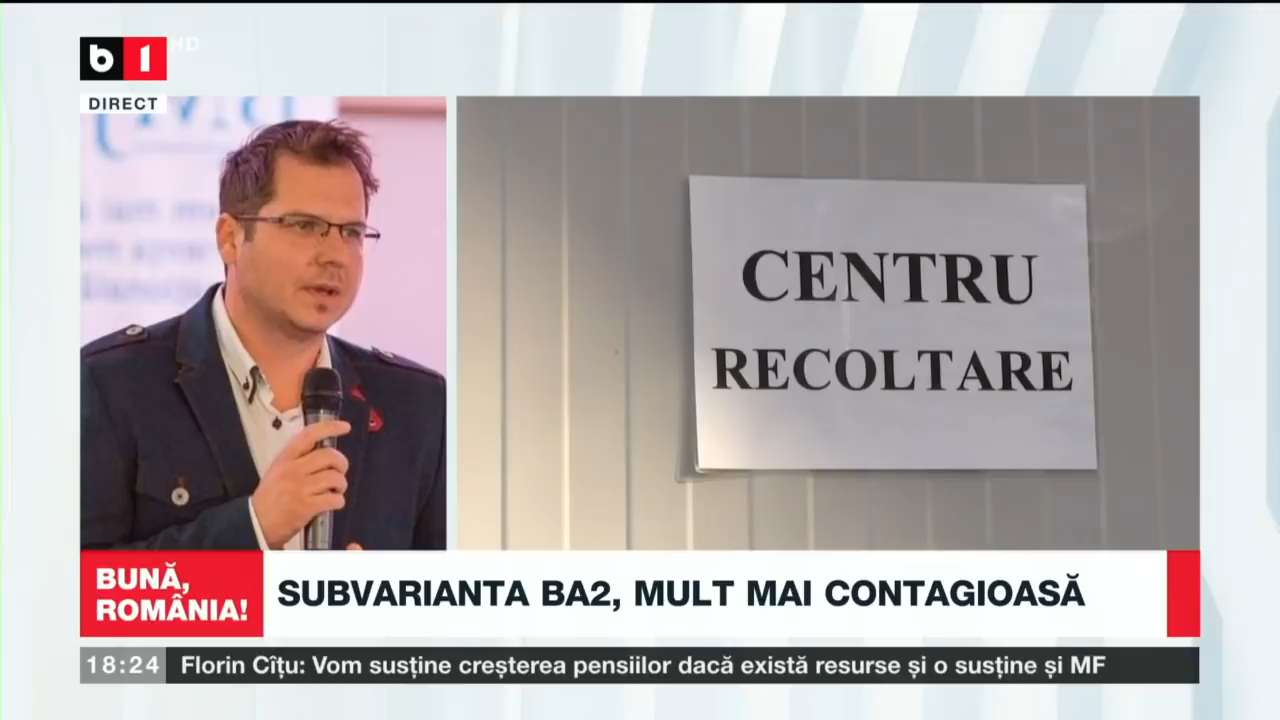 b 1 HD
DIRECT
CENTRU
RECOLTARE
BUNĂ,
ROMÂNIA!
SUBVARIANTA BA2, MULT MAI CONTAGIOASĂ
18:24 Florin Cîțu: Vom susține creșterea pensiilor dacă există resurse și o susține și MF